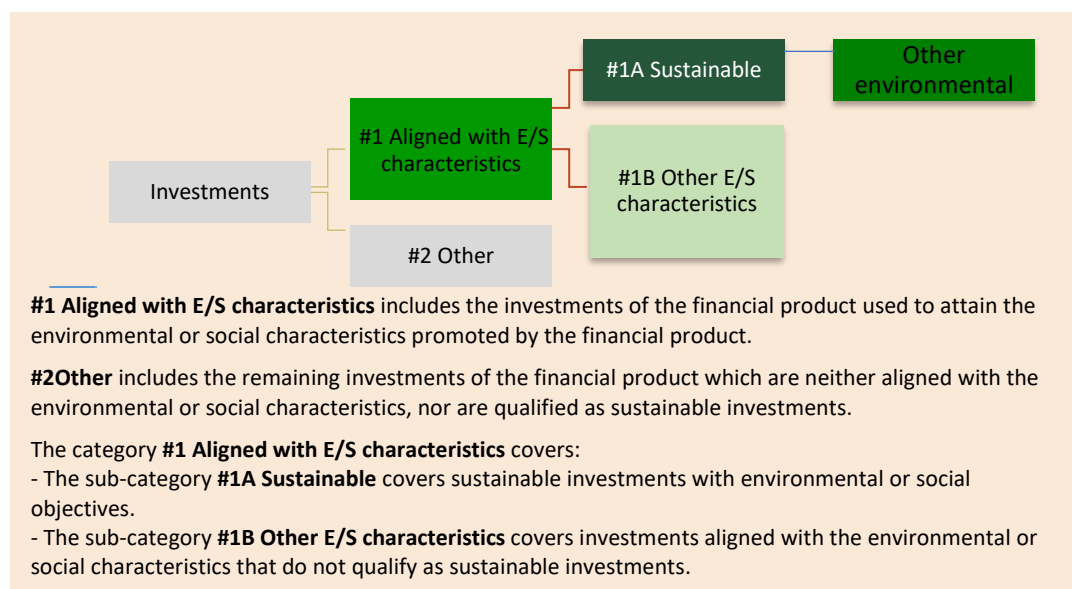 Other
environmental
#1A Sustainable
#1 Aligned with E/S
characteristics
#1B Other E/S
characteristics
Investments
#2 Other
#1 Aligned with E/S characteristics includes the investments of the financial product used to attain the
environmental or social characteristics promoted by the financial product.
#2Other includes the remaining investments of the financial product which are neither aligned with the
environmental or social characteristics, nor are qualified as sustainable investments.
The category #1 Aligned with E/S characteristics covers:
- The sub-category #1A Sustainable covers sustainable investments with environmental or social
objectives.
- The sub-category #1B Other E/S characteristics covers investments aligned with the environmental or
social characteristics that do not qualify as sustainable investments.